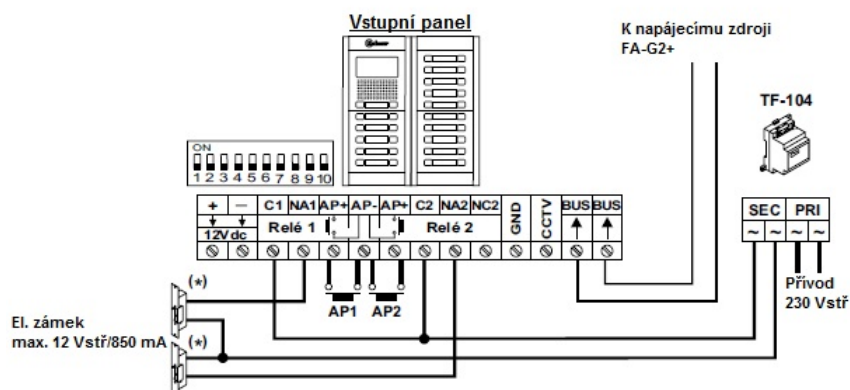 Vstupní panel
K napájecímu zdroji
FA-G2+
TF-104
ON
1 2 3 4 5 6 7 8 9 10
+ — C1 NA1 AP+ AP- AP+ C2 NA2 NC2 GND CCTV BUS BUS
12Vdc Relé 1 Relé 2
SEC PRI
~ ~ ~ ~
Přívod
230 Vstř
(*)
AP1 AP2
El. zámek
max. 12 Vstř/850 mA
(*)